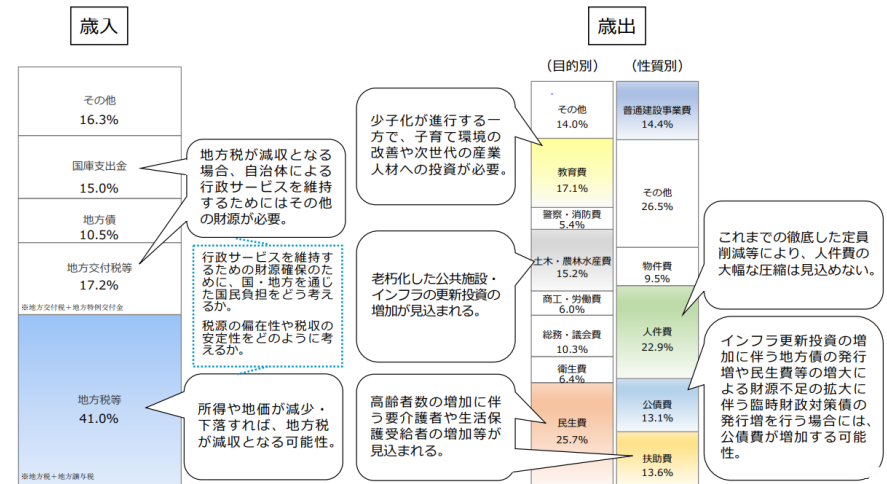 歳入
その他
16.3%
国庫支出金
15.0%
地方債
10.5%
地方交付税等
17.2%
※地方交付税+地方特例交付金
地方税等
41.0%
※地方税+地方譲与税
地方税が減収となる
場合、自治体による
行政サービスを維持
するためにはその他
の財源が必要。
行政サービスを維持す
るための財源確保のた
めに、国・地方を通じ
た国民負担をどう考え
るか。
税源の偏在性や税収の
安定性をどのように考
えるか。
所得や地価が減少・
下落すれば、地方税
が減収となる可能性。
歳出
(目的別)
(性質別)
少子化が進行する一
方で、子育て環境の
改善や次世代の産業
人材への投資が必要。
老朽化した公共施設・
インフラの更新投資の
増加が見込まれる。
高齢者数の増加に伴
う要介護者や生活保
護受給者の増加等が
見込まれる。
その他
14.0%
教育費
17.1%
警察・消防費
5.4%
土木・農林水産費
15.2%
商工・労働費
6.0%
総務・議会費
10.3%
衛生費
6.4%
民生費
25.7%
普通建設事業費
14.4%
その他
26.5%
物件費
9.5%
人件費
22.9%
公債費
13.1%
扶助費
13.6%
これまでの徹底した定員
削減等により、人件費の
大幅な圧縮は見込めない。
インフラ更新投資の増
加に伴う地方債の発行
増や民生費等の増大に
よる財源不足の拡大に
伴う臨時財政対策債の
発行増を行う場合には、
公債費が増加する可能
性。